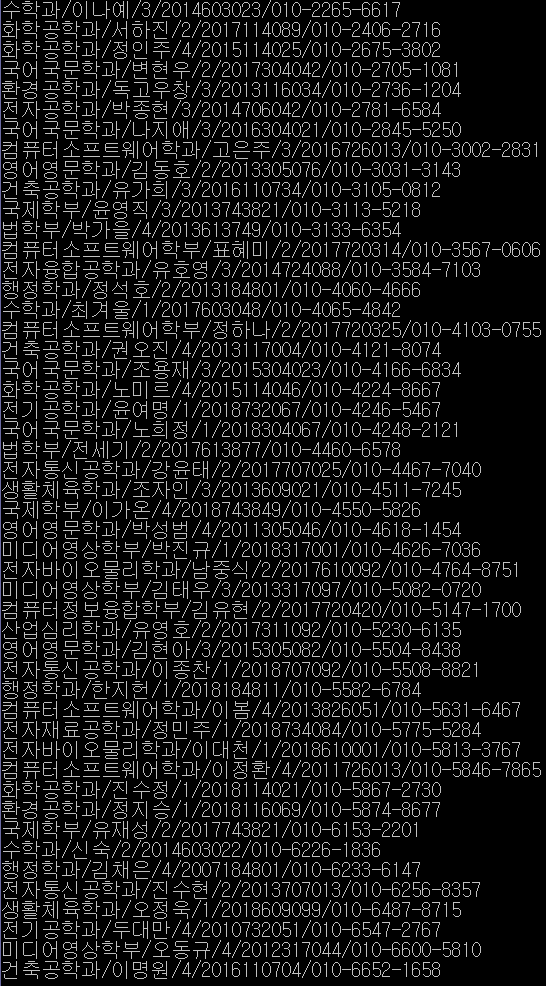 수학과/이나예/3/2014603023/010-2265-6617
화학공학과/서하진/2/2017114089/010-2406-2716
화학공학과/정인주/4/2015114025/010-2675-3802
국어국문학과/변현우/2/2017304042/010-2705-1081
환경공학과/독고우창/3/2013116034/010-2736-1204
전자공학과/박종현/3/2014706042/010-2781-6584
국어국문학과/나지애/3/2016304021/010-2845-5250
컴퓨터소프트웨어학과/고은주/3/2016726013/010-3002-2831
영어영문학과/김동호/2/2013305076/010-3031-3143
건축공학과/유가희/3/2016110734/010-3105-0812
국제학부/윤영직/3/2013743821/010-3113-5218
법학부/박가을/4/2013613749/010-3133-6354
컴퓨터소프트웨어학부/표혜미/2/2017720314/010-3567-0606
전자융합공학과/유호영/3/2014724088/010-3584-7103
행정학과/정석호/2/2013184801/010-4060-4666
수학과/최겨울/1/2017603048/010-4065-4842
컴퓨터소프트웨어학부/정하나/2/2017720325/010-4103-0755
건축공학과/권오진/4/2013117004/010-4121-8074
국어국문학과/조용재/3/2015304023/010-4166-6834
화학공학과/노미르/4/2015114046/010-4224-8667
전기공학과/윤여명/1/2018732067/010-4246-5467
국어국문학과/노희정/1/2018304067/010-4248-2121
법학부/전세기/2/2017613877/010-4460-6578
전자통신공학과/강윤태/2/2017707025/010-4467-7040
생활체육학과/조자인/3/2013609021/010-4511-7245
국제학부/이가온/4/2018743849/010-4550-5826
영어영문학과/박성범/4/2011305046/010-4618-1454
미디어영상학부/박진규/1/2018317001/010-4626-7036
전자바이오물리학과/남중식/2/2017610092/010-4764-8751
미디어영상학부/김태우/3/2013317097/010-5082-0720
컴퓨터정보융합학부/김유현/2/2017720420/010-5147-1700
산업심리학과/유영호/2/2017311092/010-5230-6135
영어영문학과/김현아/3/2015305082/010-5504-8438
전자통신공학과/이종찬/1/2018707092/010-5508-8821
행정학과/한지헌/1/2018184811/010-5582-6784
컴퓨터소프트웨어학과/이봄/4/2013826051/010-5631-6467
전자재료공학과/정민주/1/2018734084/010-5775-5284
전자바이오물리학과/이대천/1/2018610001/010-5813-3767
컴퓨터소프트웨어학과/이정환/4/2011726013/010-5846-7865
화학공학과/진수정/1/2018114021/010-5867-2730
환경공학과/정지승/1/2018116069/010-5874-8677
국제학부/유재성/2/2017743821/010-6153-2201
수학과/신숙/2/2014603022/010-6226-1836
행정학과/김채은/4/2007184801/010-6233-6147
전자통신공학과/진수현/2/2013707013/010-6256-8357
생활체육학과/오정욱/1/2018609099/010-6487-8715
전기공학과/두대만/4/2010732051/010-6547-2767
미디어영상학부/오동규/4/2012317044/010-6600-5810
건축공학과/이명원/4/2016110704/010-6652-1658